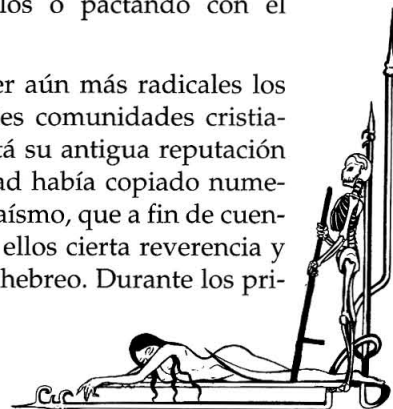 los o pactando con el
er aún más radicales los
es comunidades cristia-
tá su antigua reputación
ad había copiado nume-
aísmo, que a fin de cuen-
ellos cierta reverencia y
hebreo. Durante los pri-